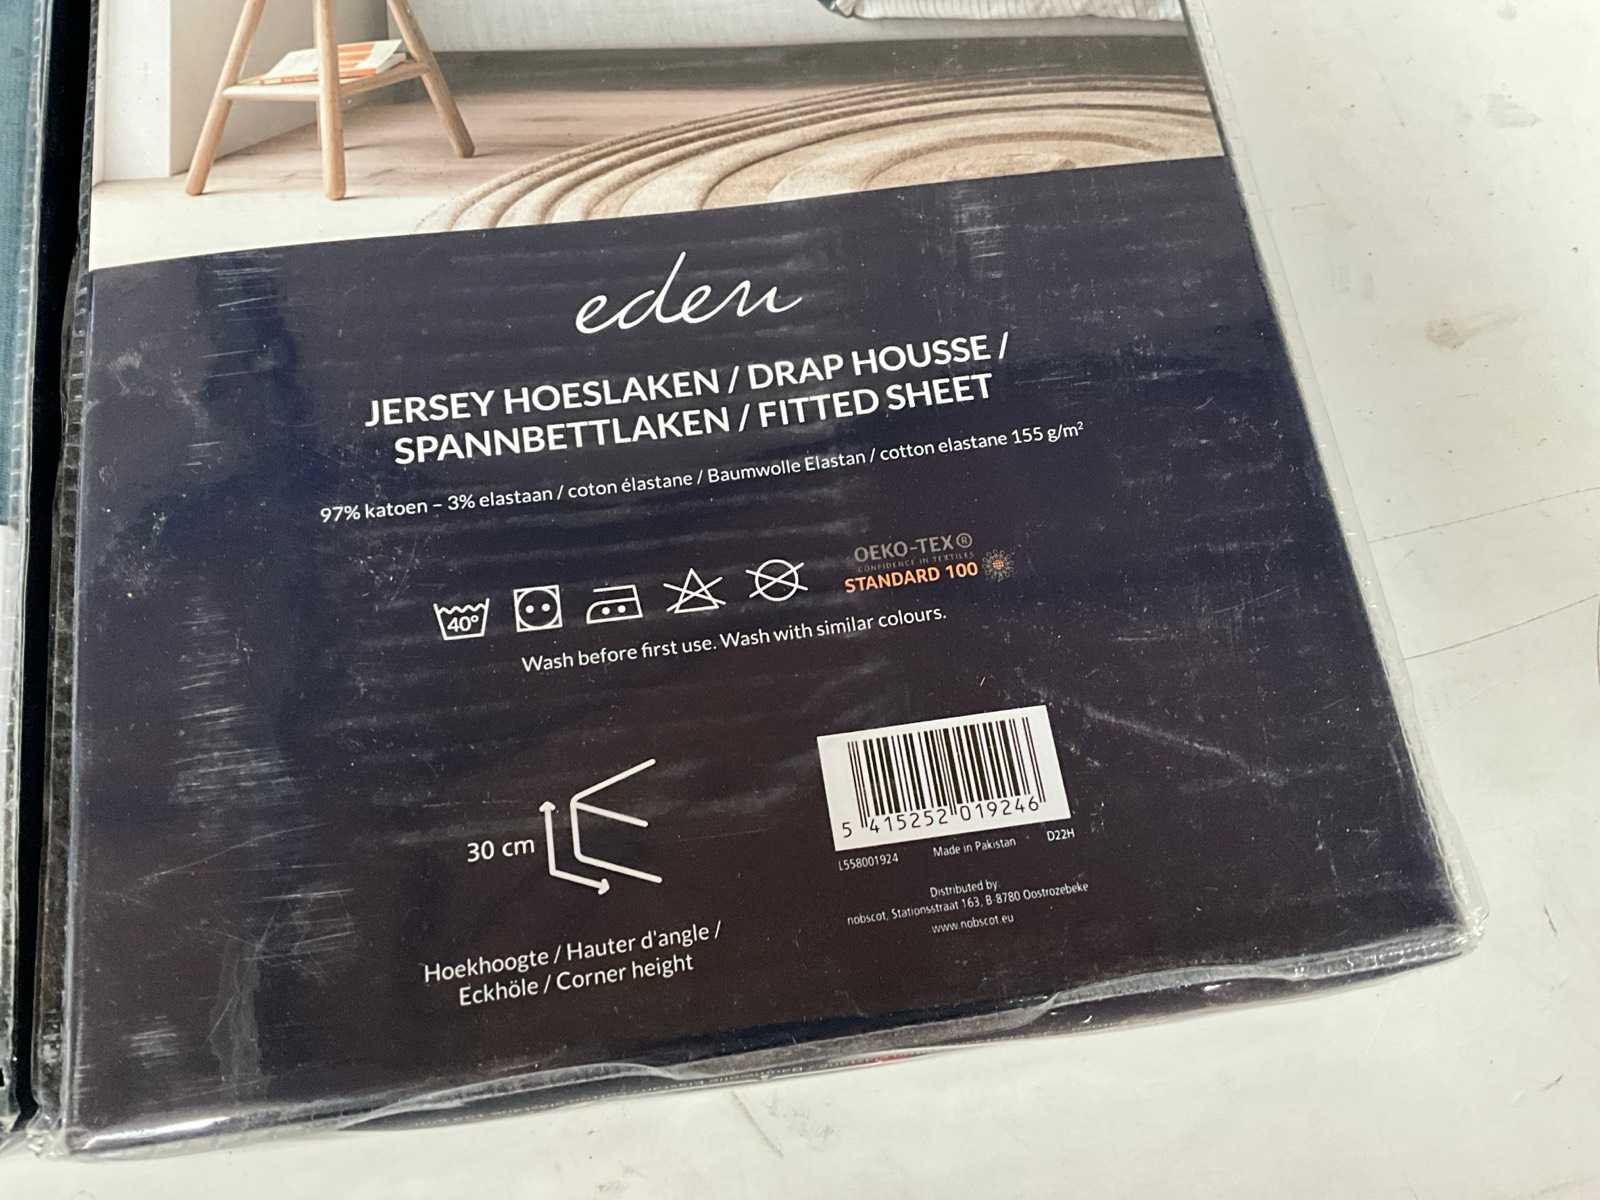 eden
JERSEY HOESLAKEN / DRAP HOUSSE /
SPANNBETTLAKEN / FITTED SHEET
97% katoen – 3% elastaan / coton élastane / Baumwolle Elastan / cotton elastane 155 g/m²
40°
OEKO-TEX®
CONFIDENCE IN TEXTILES
STANDARD 100
Wash before first use. Wash with similar colours.
30 cm
Hoekhoogte / Hauter d'angle /
Eckhöle / Corner height
5 415252 019246
L558001924 Made in Pakistan D22H
Distributed by
nobscot, Stationsstraat 163, B-8780 Oostrozebeke
www.nobscot.eu